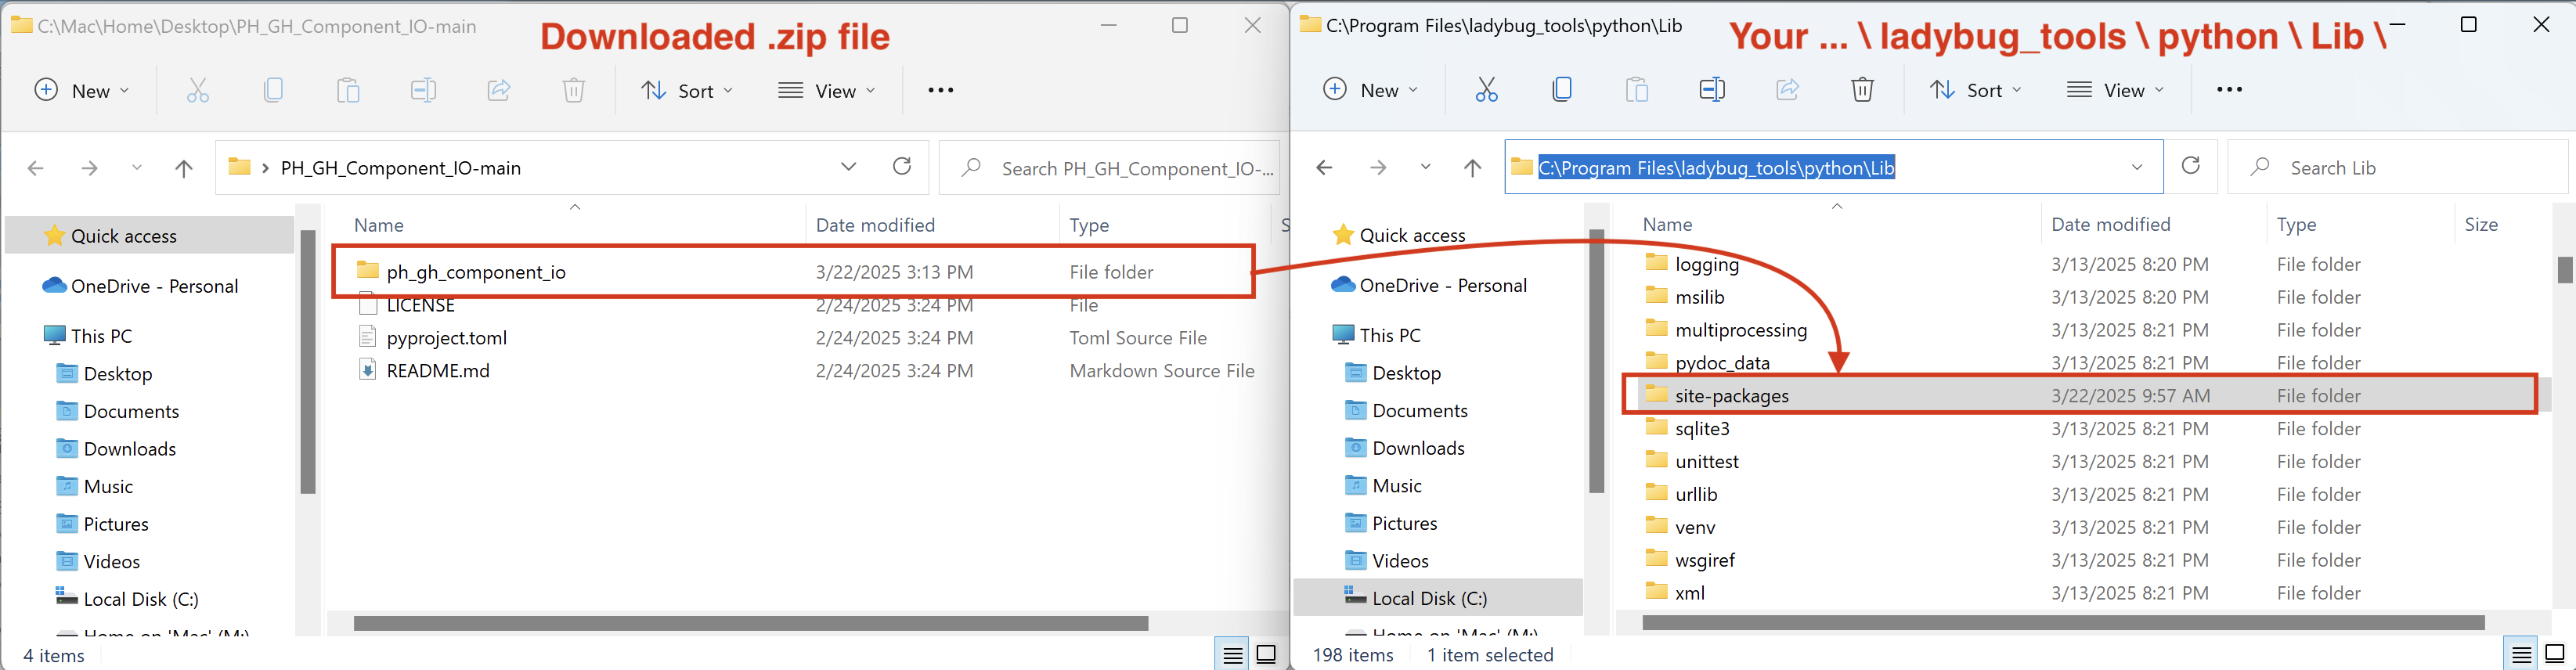 C:\Mac\Home\Desktop\PH_GH_Component_IO-main
Downloaded .zip file
New
Sort
View
PH_GH_Component_IO-main
Search PH_GH_Component_IO-...
Quick access
OneDrive - Personal
This PC
Desktop
Documents
Downloads
Music
Pictures
Videos
Local Disk (C:)
Home on 'Mac' (M:)
Name Date modified Type S
ph_gh_component_io 3/22/2025 3:13 PM File folder
LICENSE 2/24/2025 3:24 PM File
pyproject.toml 2/24/2025 3:24 PM Toml Source File
README.md 2/24/2025 3:24 PM Markdown Source File
4 items
C:\Program Files\ladybug_tools\python\Lib
Your ... \ ladybug_tools \ python \ Lib \
New
Sort
View
C:\Program Files\ladybug_tools\python\Lib
Search Lib
Quick access
OneDrive - Personal
This PC
Desktop
Documents
Downloads
Music
Pictures
Videos
Local Disk (C:)
Home on 'Mac' (M:)
Name Date modified Type Size
logging 3/13/2025 8:20 PM File folder
msilib 3/13/2025 8:20 PM File folder
multiprocessing 3/13/2025 8:21 PM File folder
pydoc_data 3/13/2025 8:21 PM File folder
site-packages 3/22/2025 9:57 AM File folder
sqlite3 3/13/2025 8:21 PM File folder
unittest 3/13/2025 8:21 PM File folder
urllib 3/13/2025 8:21 PM File folder
venv 3/13/2025 8:21 PM File folder
wsgiref 3/13/2025 8:21 PM File folder
xml 3/13/2025 8:21 PM File folder
198 items
1 item selected